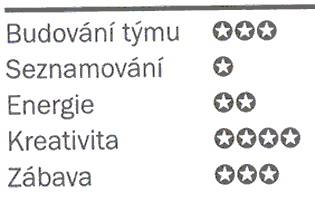 Budování týmu ✪✪✪
Seznamování ✪
Energie ✪✪
Kreativita ✪✪✪✪
Zábava ✪✪✪